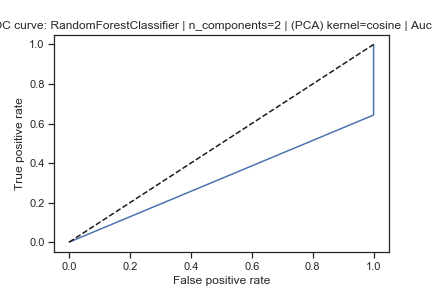 OC curve: RandomForestClassifier | n_components=2 | (PCA) kernel=cosine | Auc
1.0
0.8
0.6
0.4
0.2
0.0
True positive rate
0.0 0.2 0.4 0.6 0.8 1.0
False positive rate